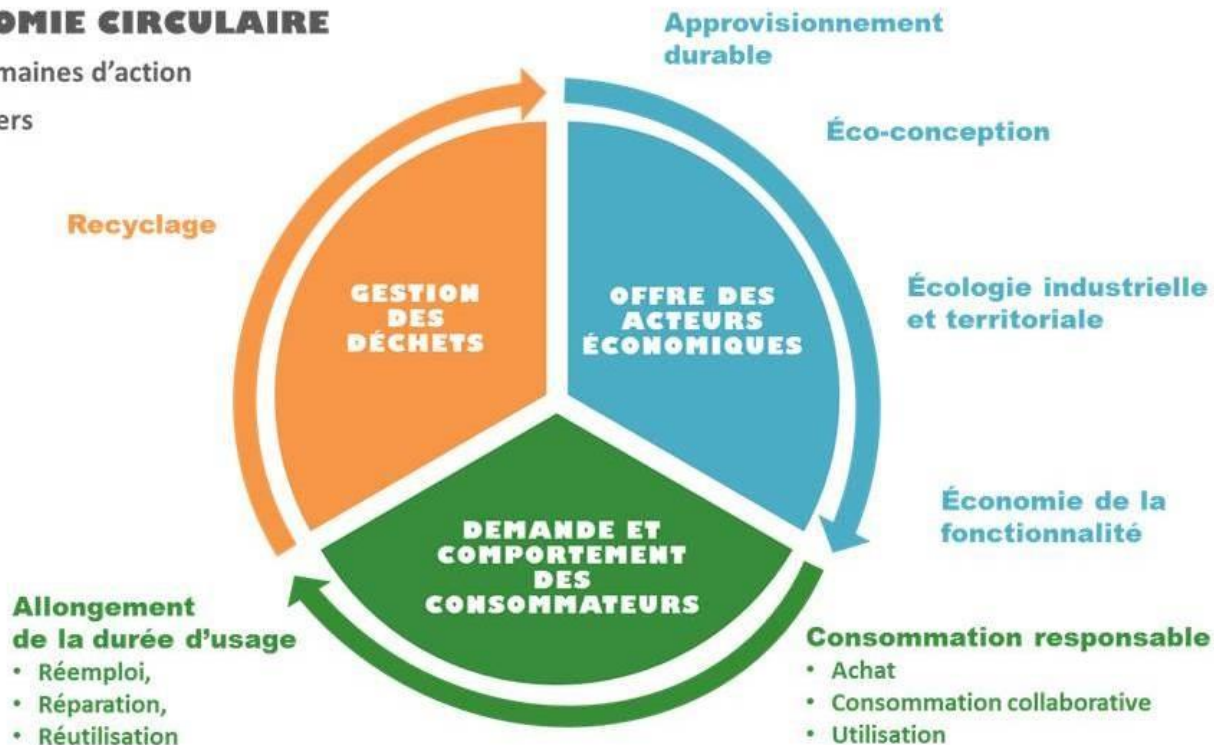 OMIE CIRCULAIRE
maines d'action
ers
Approvisionnement
durable
Éco-conception
Écologie industrielle
et territoriale
Économie de la
fonctionnalité
Recyclage
GESTION
DES
DÉCHETS
OFFRE DES
ACTEURS
ÉCONOMIQUES
DEMANDE ET
COMPORTEMENT
DES
CONSOMMATEURS
Consommation responsable
• Achat
• Consommation collaborative
• Utilisation
Allongement
de la durée d'usage
• Réemploi,
• Réparation,
• Réutilisation